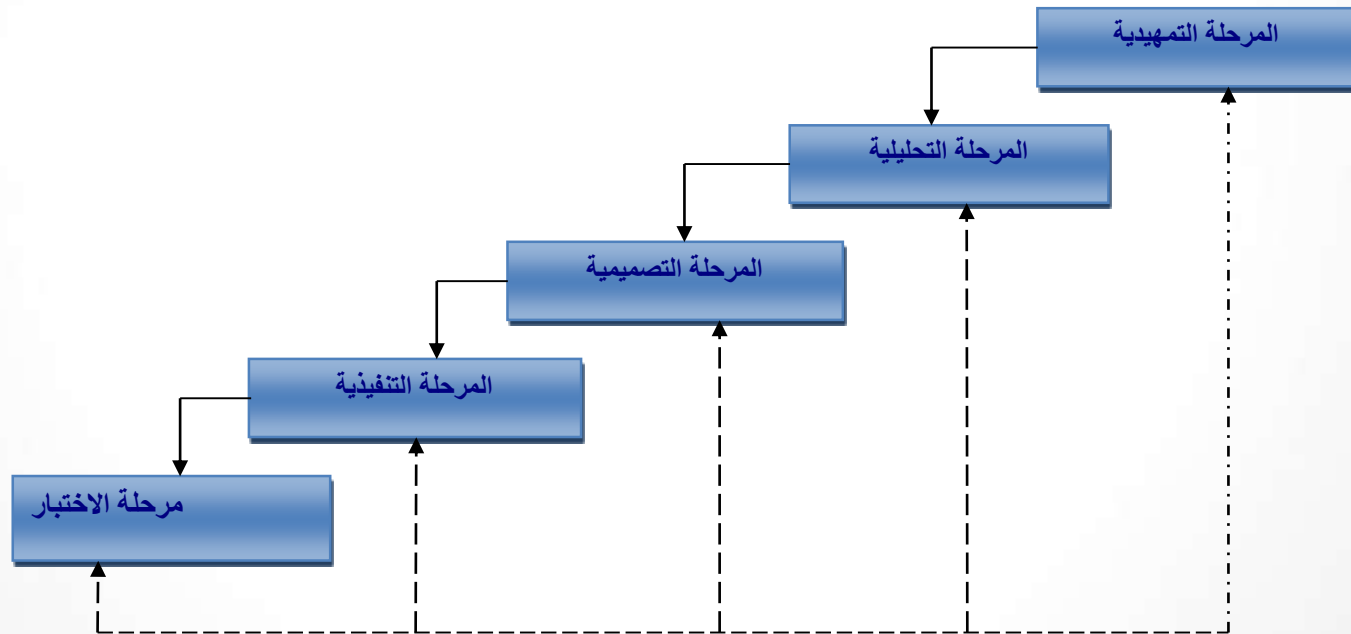 المرحلة التمهيدية
المرحلة التحليلية
المرحلة التصميمية
المرحلة التنفيذية
مرحلة الاختبار